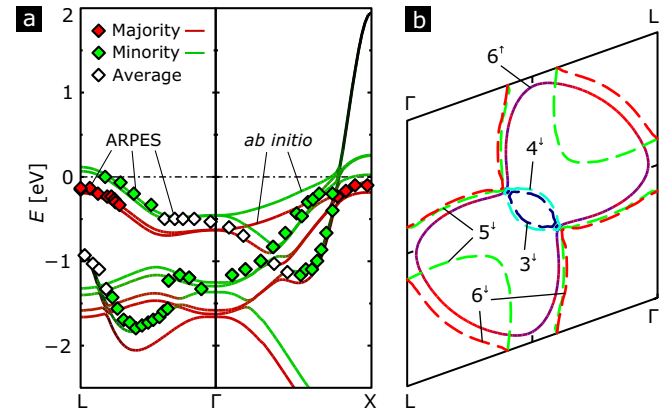 a
Majority
Minority
Average
ARPES
ab initio
E [eV]
2
1
0
−1
−2
L
Γ
X
b
L
6↑
Γ
4↓
5↓
3↓
6↓
Γ
L